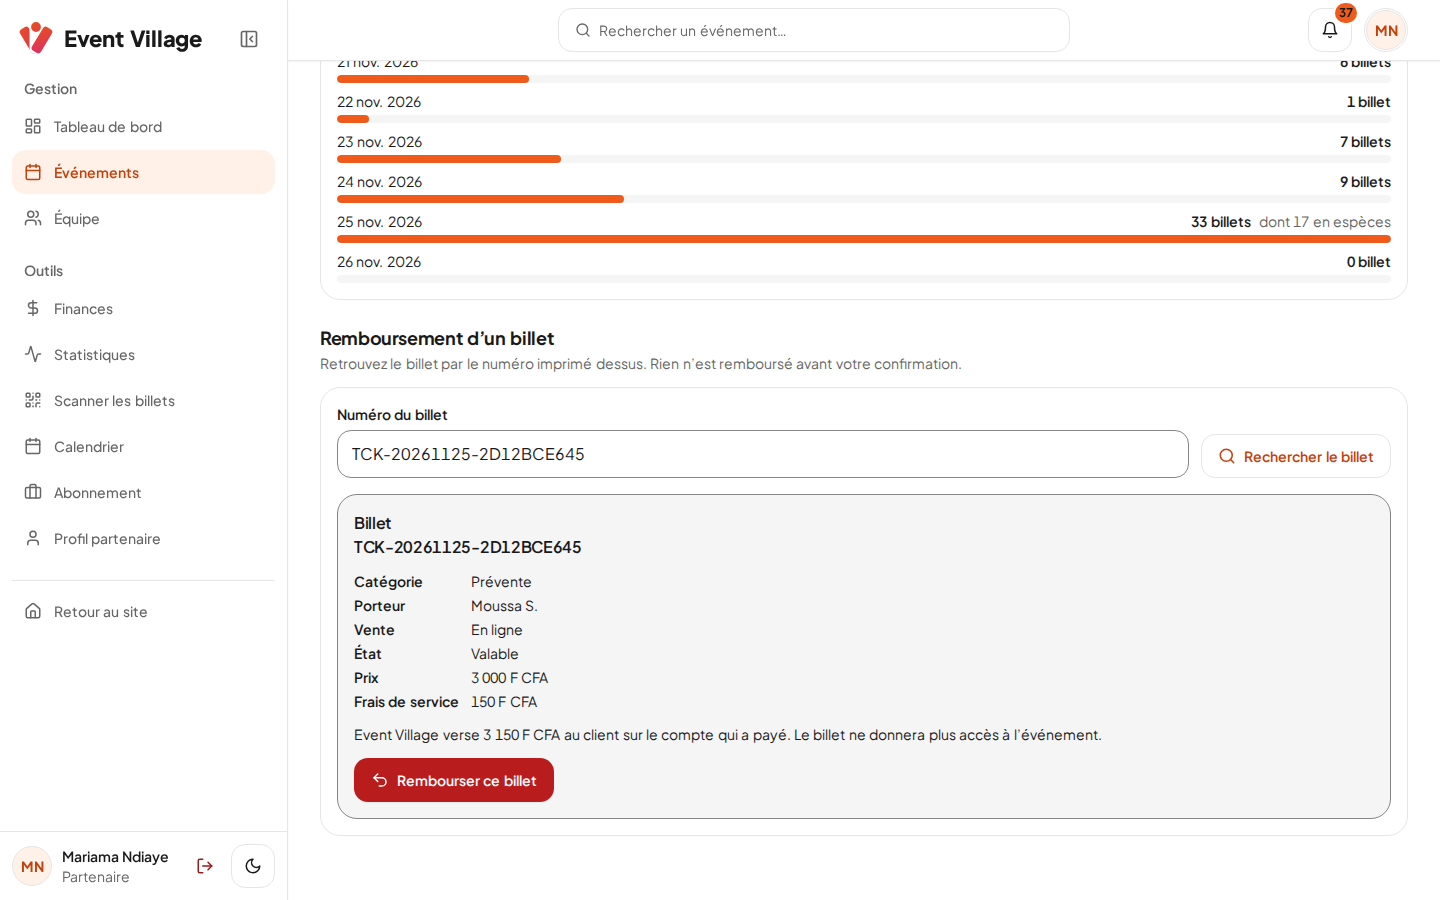 Event Village
Rechercher un événement...
37
MN
Gestion
Tableau de bord
Événements
Équipe
Outils
Finances
Statistiques
Scanner les billets
Calendrier
Abonnement
Profil partenaire
Retour au site
MN
Mariama Ndiaye
Partenaire
21 nov. 2026 6 billets
22 nov. 2026 1 billet
23 nov. 2026 7 billets
24 nov. 2026 9 billets
25 nov. 2026 33 billets dont 17 en espèces
26 nov. 2026 0 billet
Remboursement d’un billet
Retrouvez le billet par le numéro imprimé dessus. Rien n’est remboursé avant votre confirmation.
Numéro du billet
TCK-20261125-2D12BCE645
Rechercher le billet
Billet
TCK-20261125-2D12BCE645
Catégorie Prévente
Porteur Moussa S.
Vente En ligne
État Valable
Prix 3 000 F CFA
Frais de service 150 F CFA
Event Village verse 3 150 F CFA au client sur le compte qui a payé. Le billet ne donnera plus accès à l’événement.
Rembourser ce billet